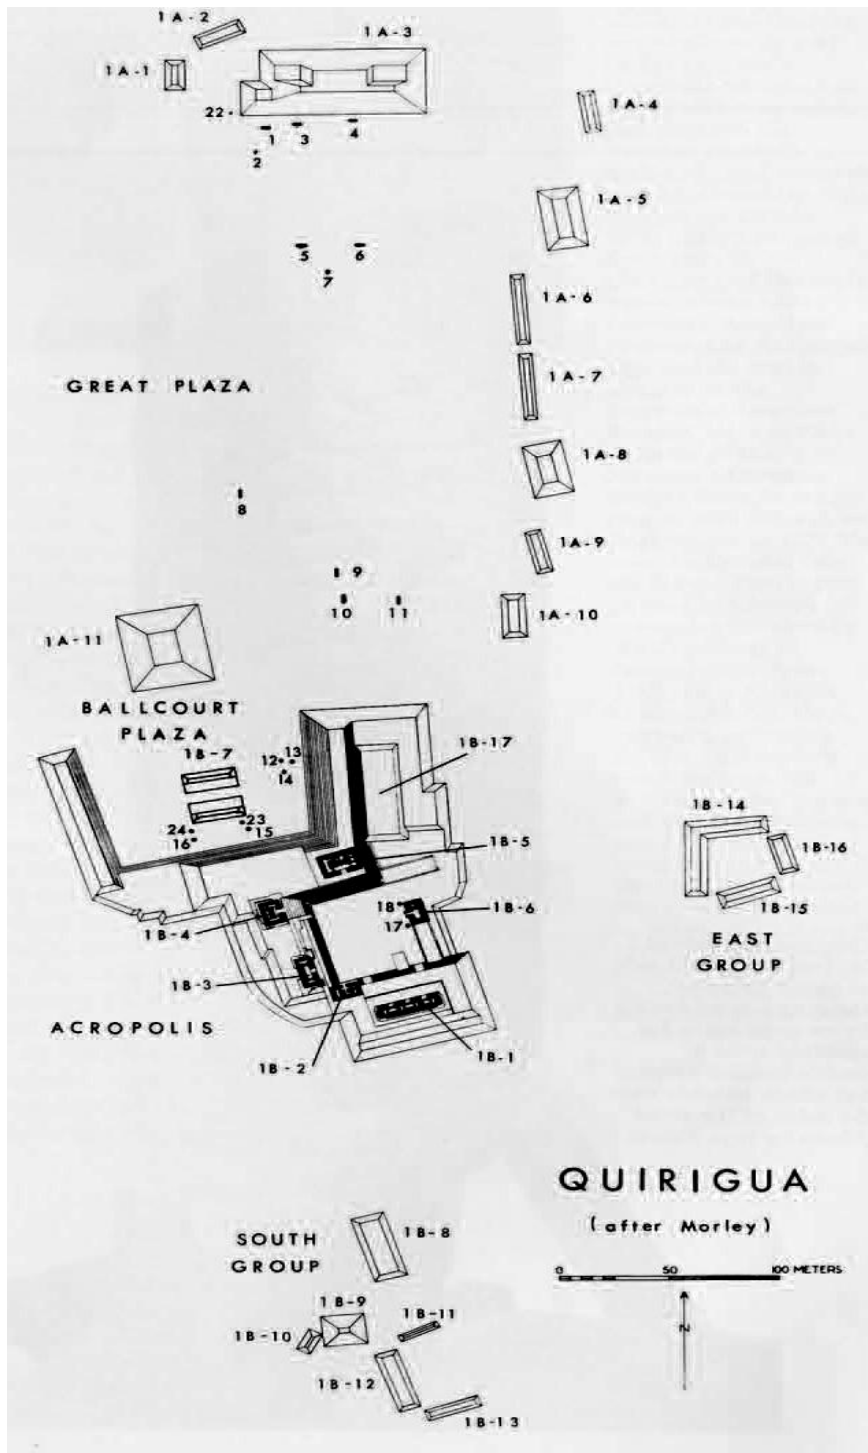 1A-2
1A-3
1A-1
22
1
3
4
2
1A-4
1A-5
5
6
7
1A-6
GREAT PLAZA
1A-7
1A-8
8
1A-9
9
10
11
1A-10
1A-11
BALLCOURT
PLAZA
1B-7
12
13
14
1B-17
24
16
23
15
1B-14
1B-16
1B-15
EAST
GROUP
1B-5
18
1B-6
17
1B-4
1B-3
ACROPOLIS
1B-2
1B-1
QUIRIGUA
(after Morley)
0 50 100 METERS
N
SOUTH
GROUP
1B-8
1B-9
1B-11
1B-10
1B-12
1B-13